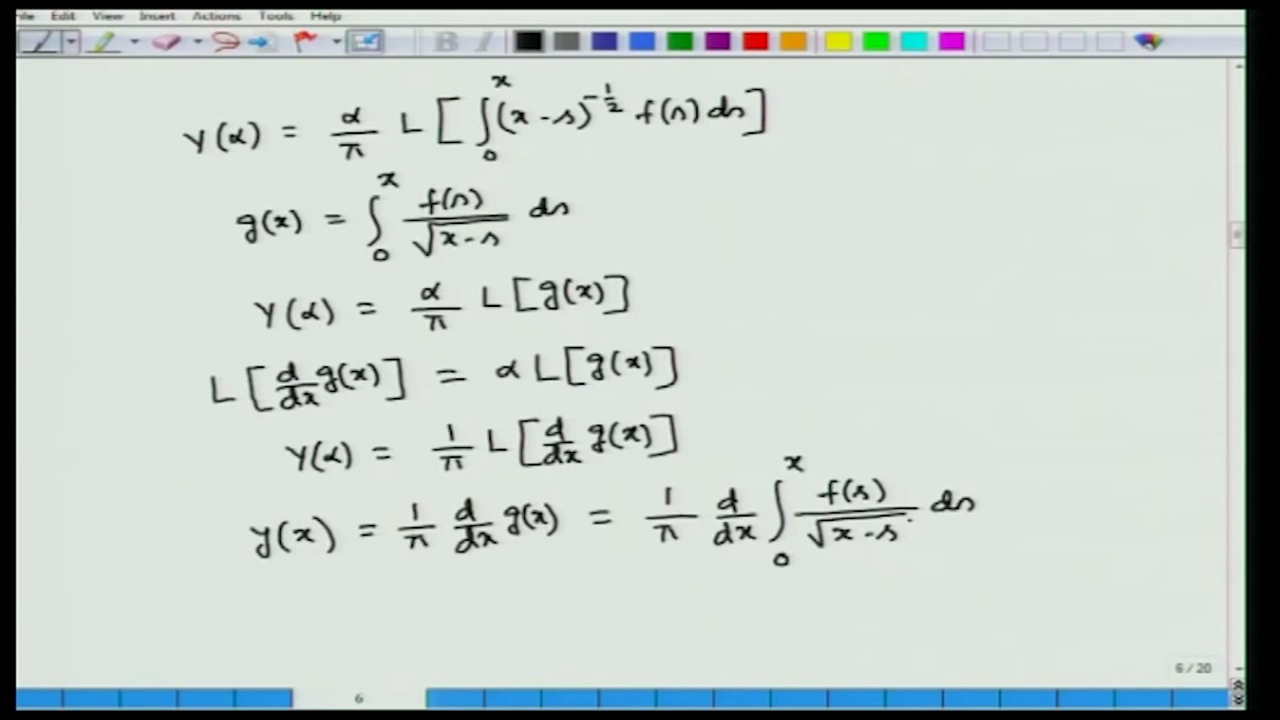 File Edit View Insert Actions Tools Help
Y(α) = α/π L [ ∫₀ˣ (x - s)^{-1/2} f(s) ds ]
g(x) = ∫₀ˣ f(s)/√(x-s) ds
Y(α) = α/π L [g(x)]
L [d/dx g(x)] = α L [g(x)]
Y(α) = 1/π L [d/dx g(x)]
y(x) = 1/π d/dx g(x) = 1/π d/dx ∫₀ˣ f(s)/√(x-s) ds
6 / 20
6